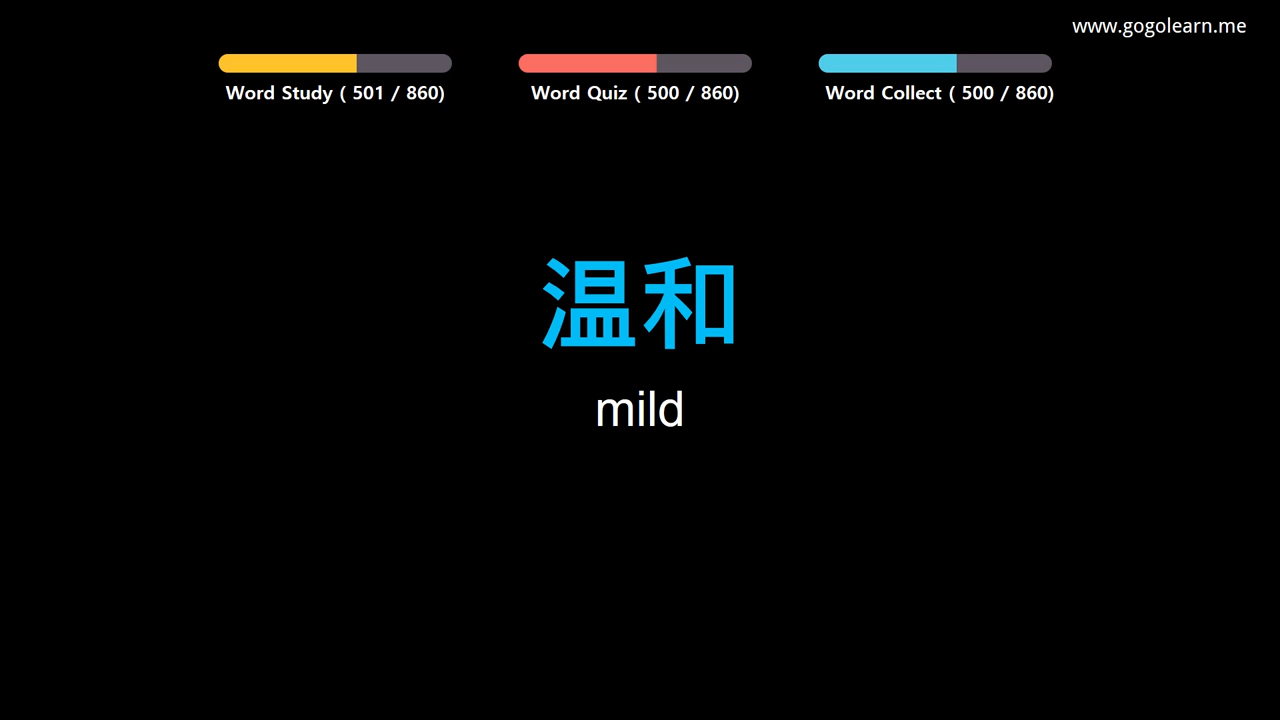 www.gogolearn.me
Word Study ( 501 / 860)
Word Quiz ( 500 / 860)
Word Collect ( 500 / 860)
温和
mild